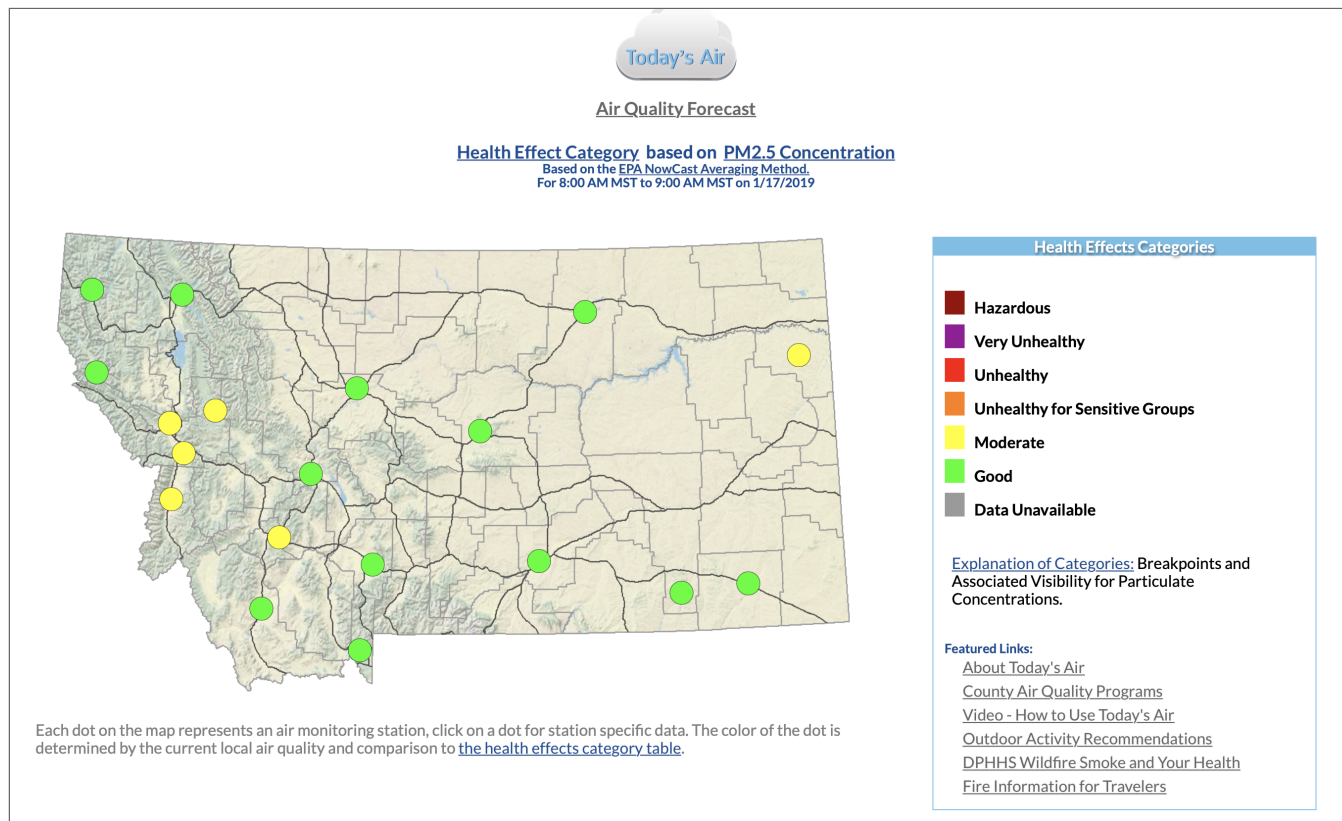 Today's Air
Air Quality Forecast
Health Effect Category based on PM2.5 Concentration
Based on the EPA NowCast Averaging Method.
For 8:00 AM MST to 9:00 AM MST on 1/17/2019
Health Effects Categories
Hazardous
Very Unhealthy
Unhealthy
Unhealthy for Sensitive Groups
Moderate
Good
Data Unavailable
Explanation of Categories: Breakpoints and
Associated Visibility for Particulate
Concentrations.
Featured Links:
About Today's Air
County Air Quality Programs
Video - How to Use Today's Air
Outdoor Activity Recommendations
DPHHS Wildfire Smoke and Your Health
Fire Information for Travelers
Each dot on the map represents an air monitoring station, click on a dot for station specific data. The color of the dot is
determined by the current local air quality and comparison to the health effects category table.